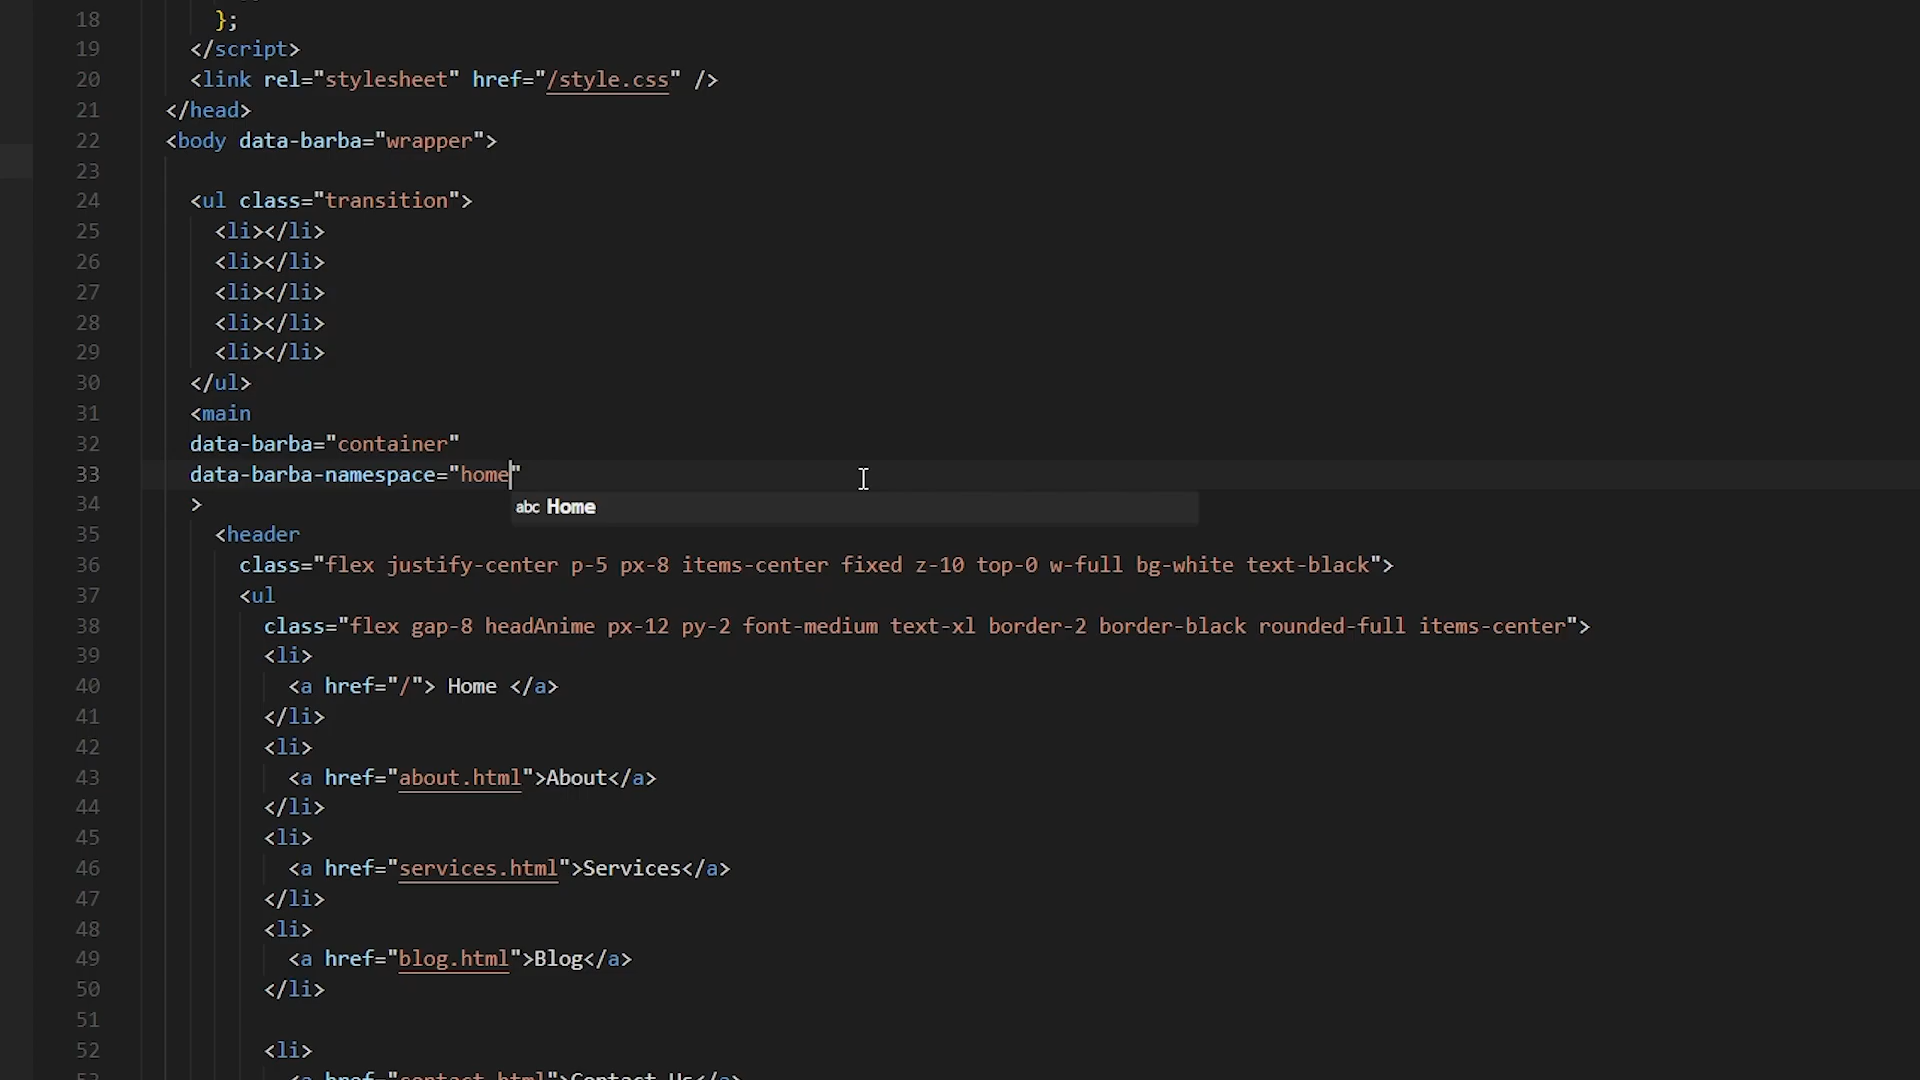 18 };
19 </script>
20 <link rel="stylesheet" href="/style.css" />
21 </head>
22 <body data-barba="wrapper">
23
24 <ul class="transition">
25 <li></li>
26 <li></li>
27 <li></li>
28 <li></li>
29 <li></li>
30 </ul>
31 <main
32 data-barba="container"
33 data-barba-namespace="home"
abc Home
34 >
35 <header
36 class="flex justify-center p-5 px-8 items-center fixed z-10 top-0 w-full bg-white text-black">
37 <ul
38 class="flex gap-8 headAnime px-12 py-2 font-medium text-xl border-2 border-black rounded-full items-center">
39 <li>
40 <a href="/"> Home </a>
41 </li>
42 <li>
43 <a href="about.html">About</a>
44 </li>
45 <li>
46 <a href="services.html">Services</a>
47 </li>
48 <li>
49 <a href="blog.html">Blog</a>
50 </li>
51
52 <li>
53 <a href="contact.html">Contact Us</a>